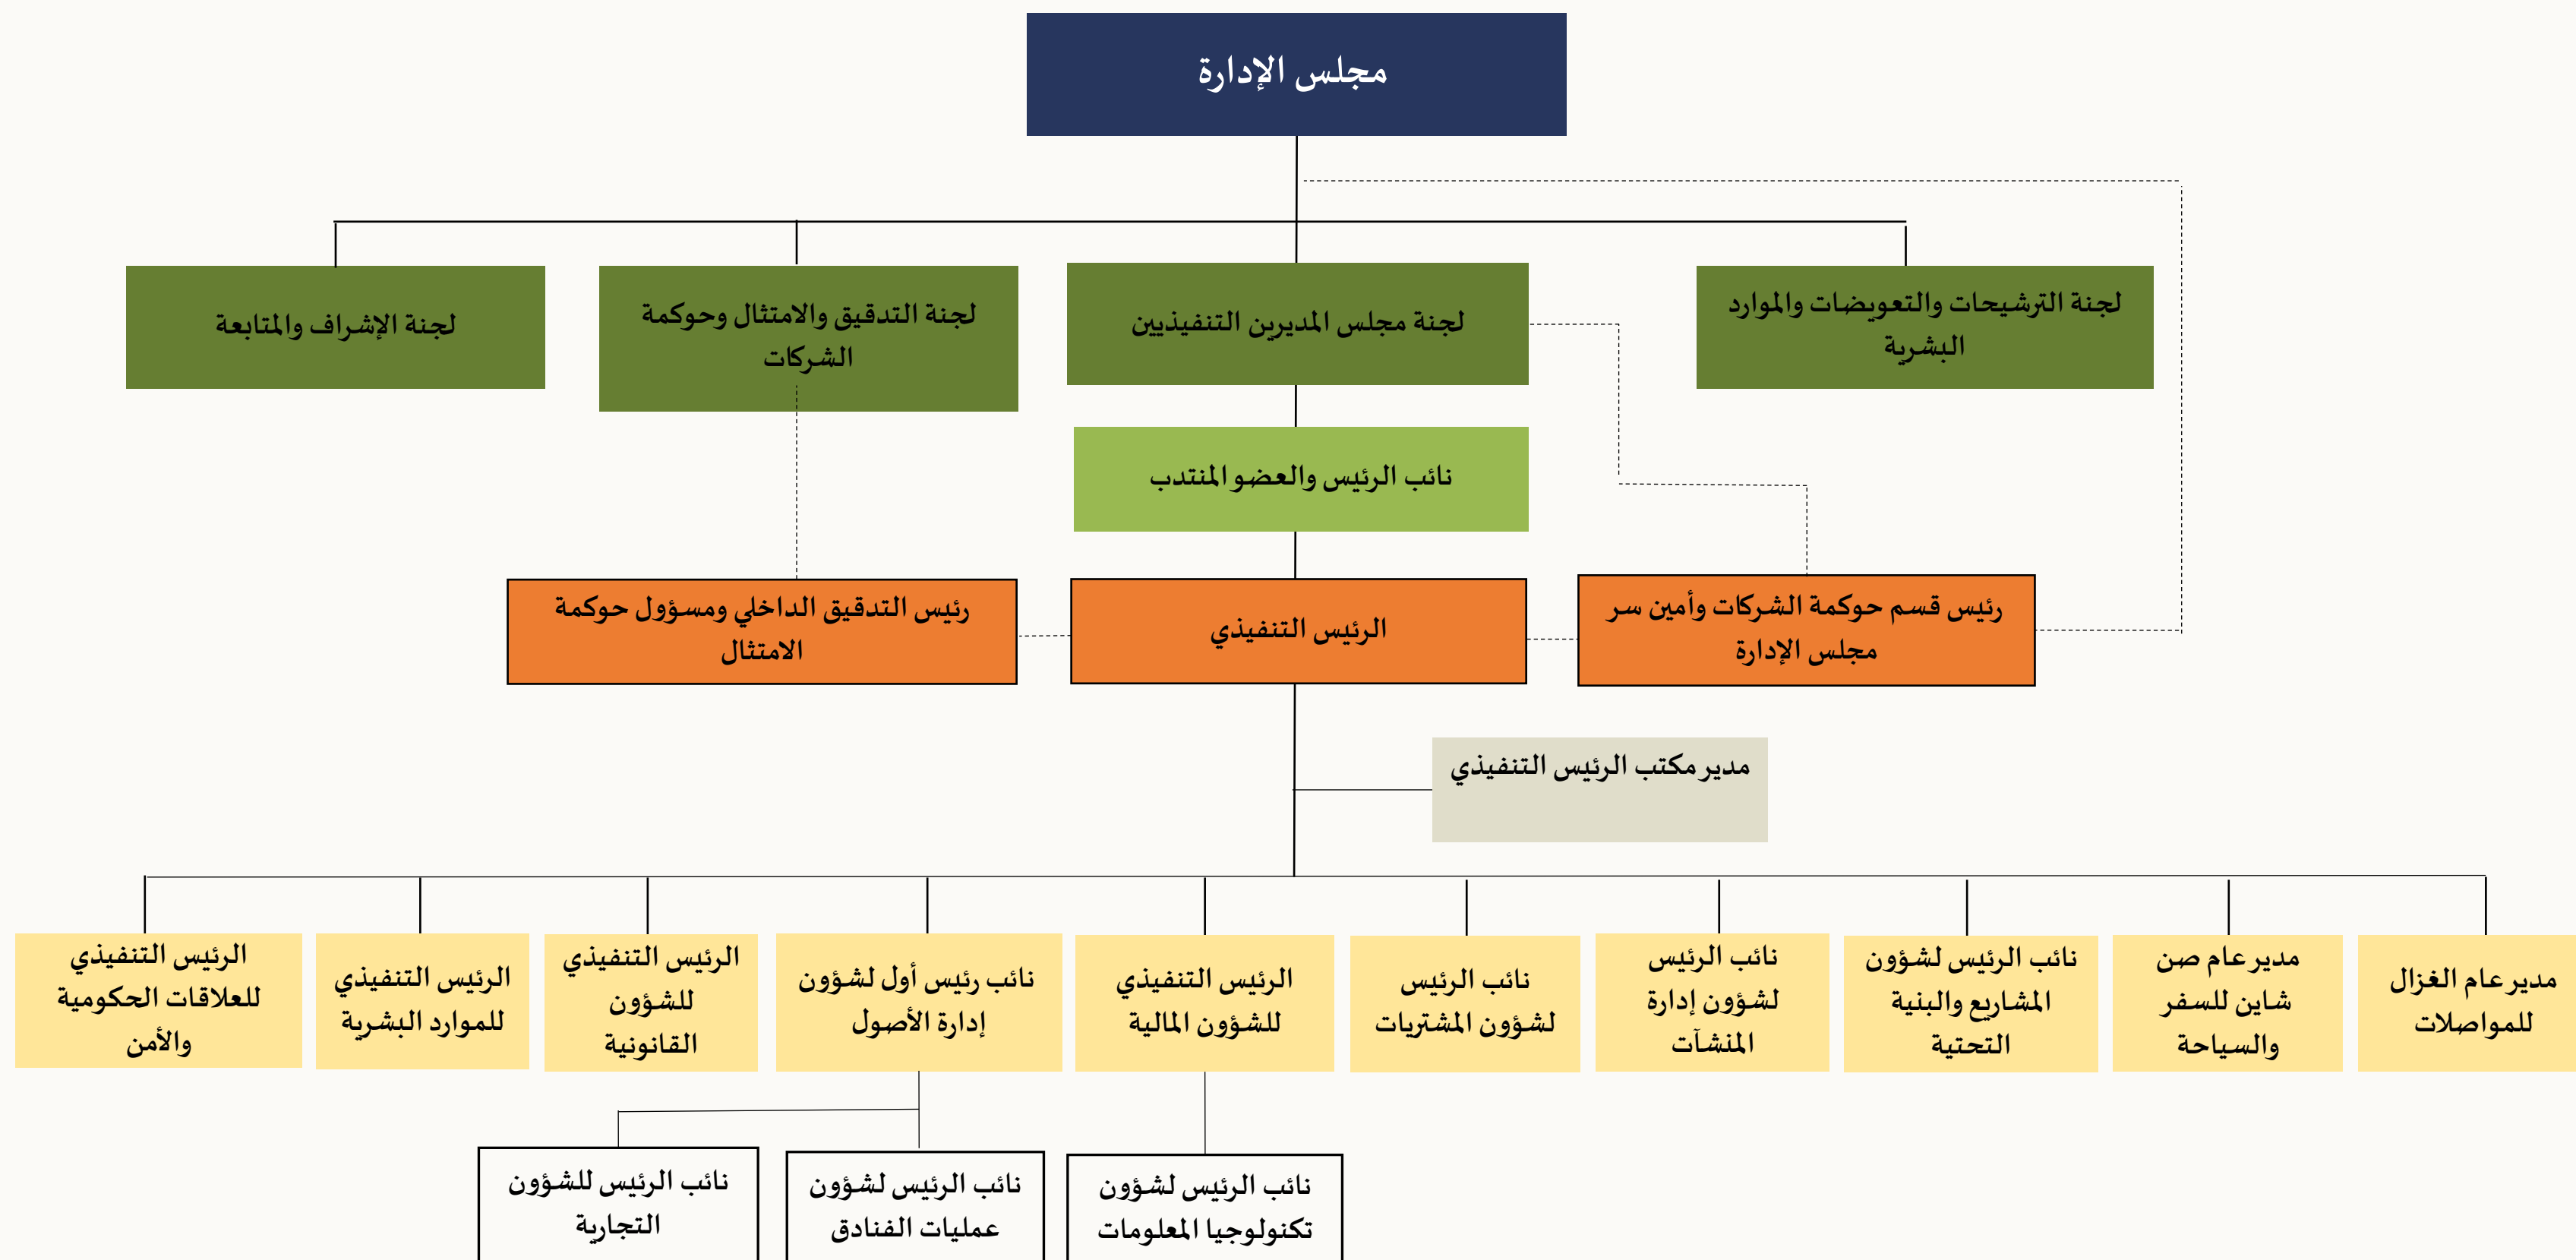 مجلس الإدارة
لجنة الترشيحات والتعويضات والموارد
البشرية
لجنة مجلس المديرين التنفيذيين
لجنة التدقيق والامتثال وحوكمة
الشركات
لجنة الإشراف والمتابعة
نائب الرئيس والعضو المنتدب
رئيس قسم حوكمة الشركات وأمين سر
مجلس الإدارة
الرئيس التنفيذي
رئيس التدقيق الداخلي ومسؤول حوكمة
الامتثال
مدير مكتب الرئيس التنفيذي
مدير عام الغزال
للمواصلات
مدير عام صن
شاين للسفر
والسياحة
نائب الرئيس لشؤون
المشاريع والبنية
التحتية
نائب الرئيس
لشؤون إدارة
المنشآت
نائب الرئيس
لشؤون المشتريات
الرئيس التنفيذي
للشؤون المالية
نائب رئيس أول لشؤون
إدارة الأصول
الرئيس التنفيذي
للشؤون
القانونية
الرئيس التنفيذي
للموارد البشرية
الرئيس التنفيذي
للعلاقات الحكومية
والأمن
نائب الرئيس لشؤون
تكنولوجيا المعلومات
نائب الرئيس لشؤون
عمليات الفنادق
نائب الرئيس للشؤون
التجارية